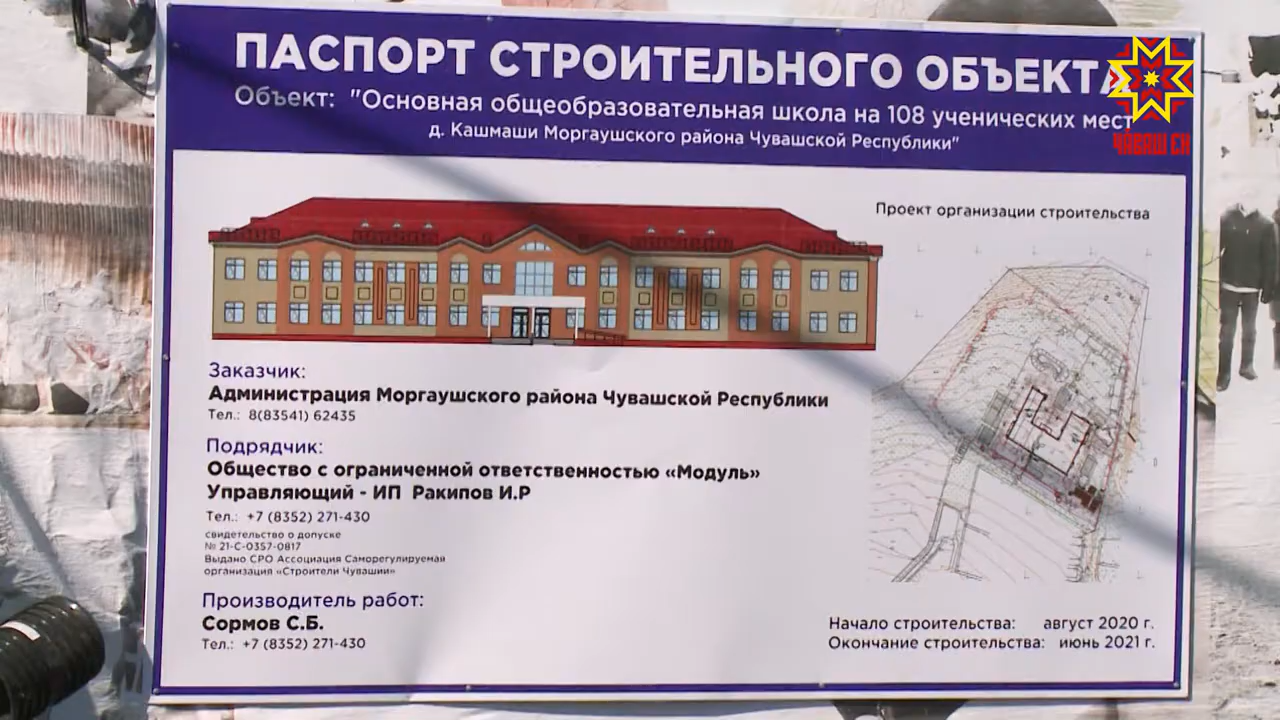 ПАСПОРТ СТРОИТЕЛЬНОГО ОБЪЕКТА
Объект: "Основная общеобразовательная школа на 108 ученических мест
д. Кашмаши Моргаушского района Чувашской Республики"
ЧӐВАШ ЕН
Проект организации строительства
Заказчик:
Администрация Моргаушского района Чувашской Республики
Тел.: 8(83541) 62435
Подрядчик:
Общество с ограниченной ответственностью «Модуль»
Управляющий - ИП Ракипов И.Р
Тел.: +7 (8352) 271-430
свидетельство о допуске
№ 21-С-0357-0817
Выдано СРО Ассоциация Саморегулируемая
организация «Строители Чувашии»
Производитель работ:
Сормов С.Б.
Тел.: +7 (8352) 271-430
Начало строительства: август 2020 г.
Окончание строительства: июнь 2021 г.